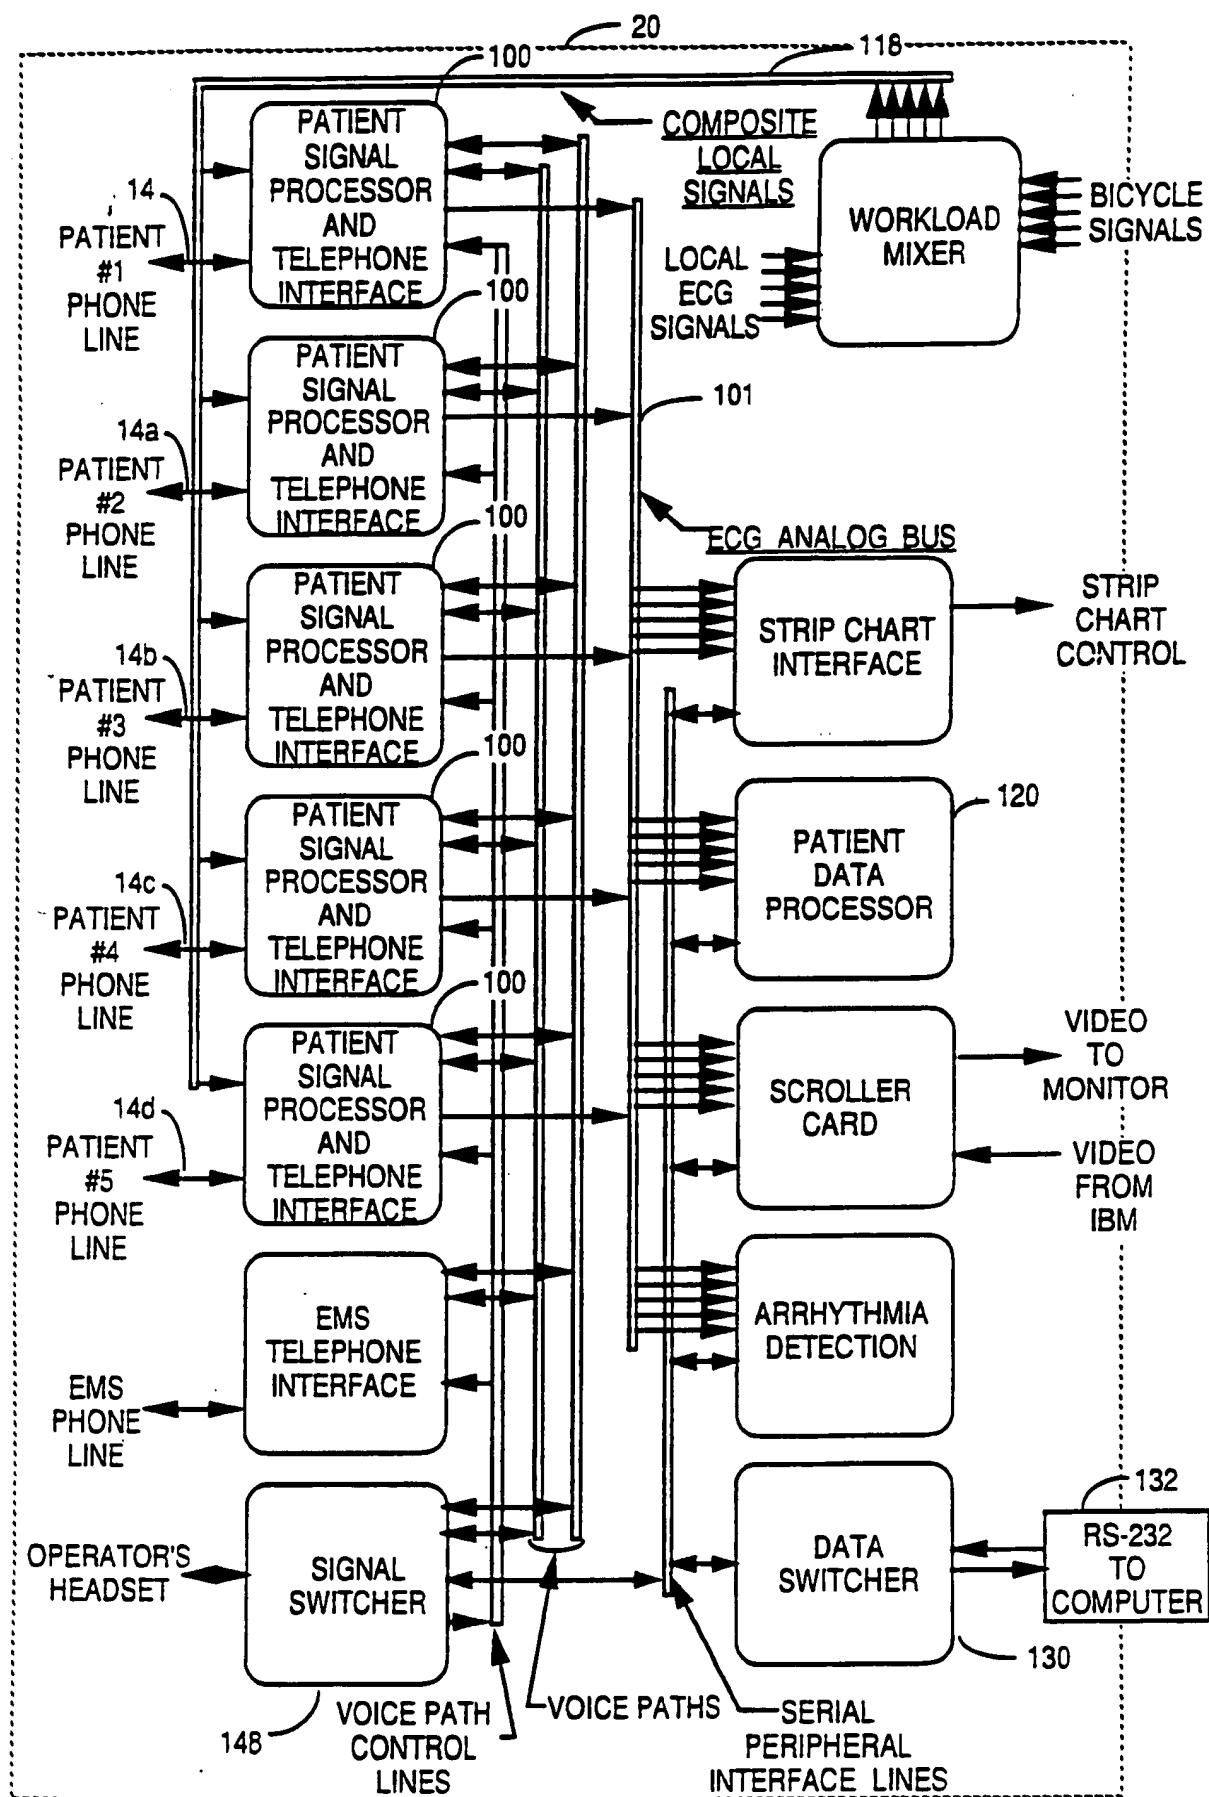 20
118
100
PATIENT
SIGNAL
PROCESSOR
AND
TELEPHONE
INTERFACE
COMPOSITE
LOCAL
SIGNALS
WORKLOAD
MIXER
BICYCLE
SIGNALS
LOCAL
ECG
SIGNALS
14
PATIENT
#1
PHONE
LINE
100
PATIENT
SIGNAL
PROCESSOR
AND
TELEPHONE
INTERFACE
101
14a
PATIENT
#2
PHONE
LINE
ECG ANALOG BUS
100
PATIENT
SIGNAL
PROCESSOR
AND
TELEPHONE
INTERFACE
STRIP CHART
INTERFACE
STRIP
CHART
CONTROL
14b
PATIENT
#3
PHONE
LINE
100
PATIENT
SIGNAL
PROCESSOR
AND
TELEPHONE
INTERFACE
120
PATIENT
DATA
PROCESSOR
14c
PATIENT
#4
PHONE
LINE
100
PATIENT
SIGNAL
PROCESSOR
AND
TELEPHONE
INTERFACE
SCROLLER
CARD
VIDEO
TO
MONITOR
VIDEO
FROM
IBM
14d
PATIENT
#5
PHONE
LINE
EMS
TELEPHONE
INTERFACE
ARRHYTHMIA
DETECTION
EMS
PHONE
LINE
OPERATOR'S
HEADSET
SIGNAL
SWITCHER
DATA
SWITCHER
132
RS-232
TO
COMPUTER
130
148
VOICE PATH
CONTROL
LINES
VOICE PATHS
SERIAL
PERIPHERAL
INTERFACE LINES